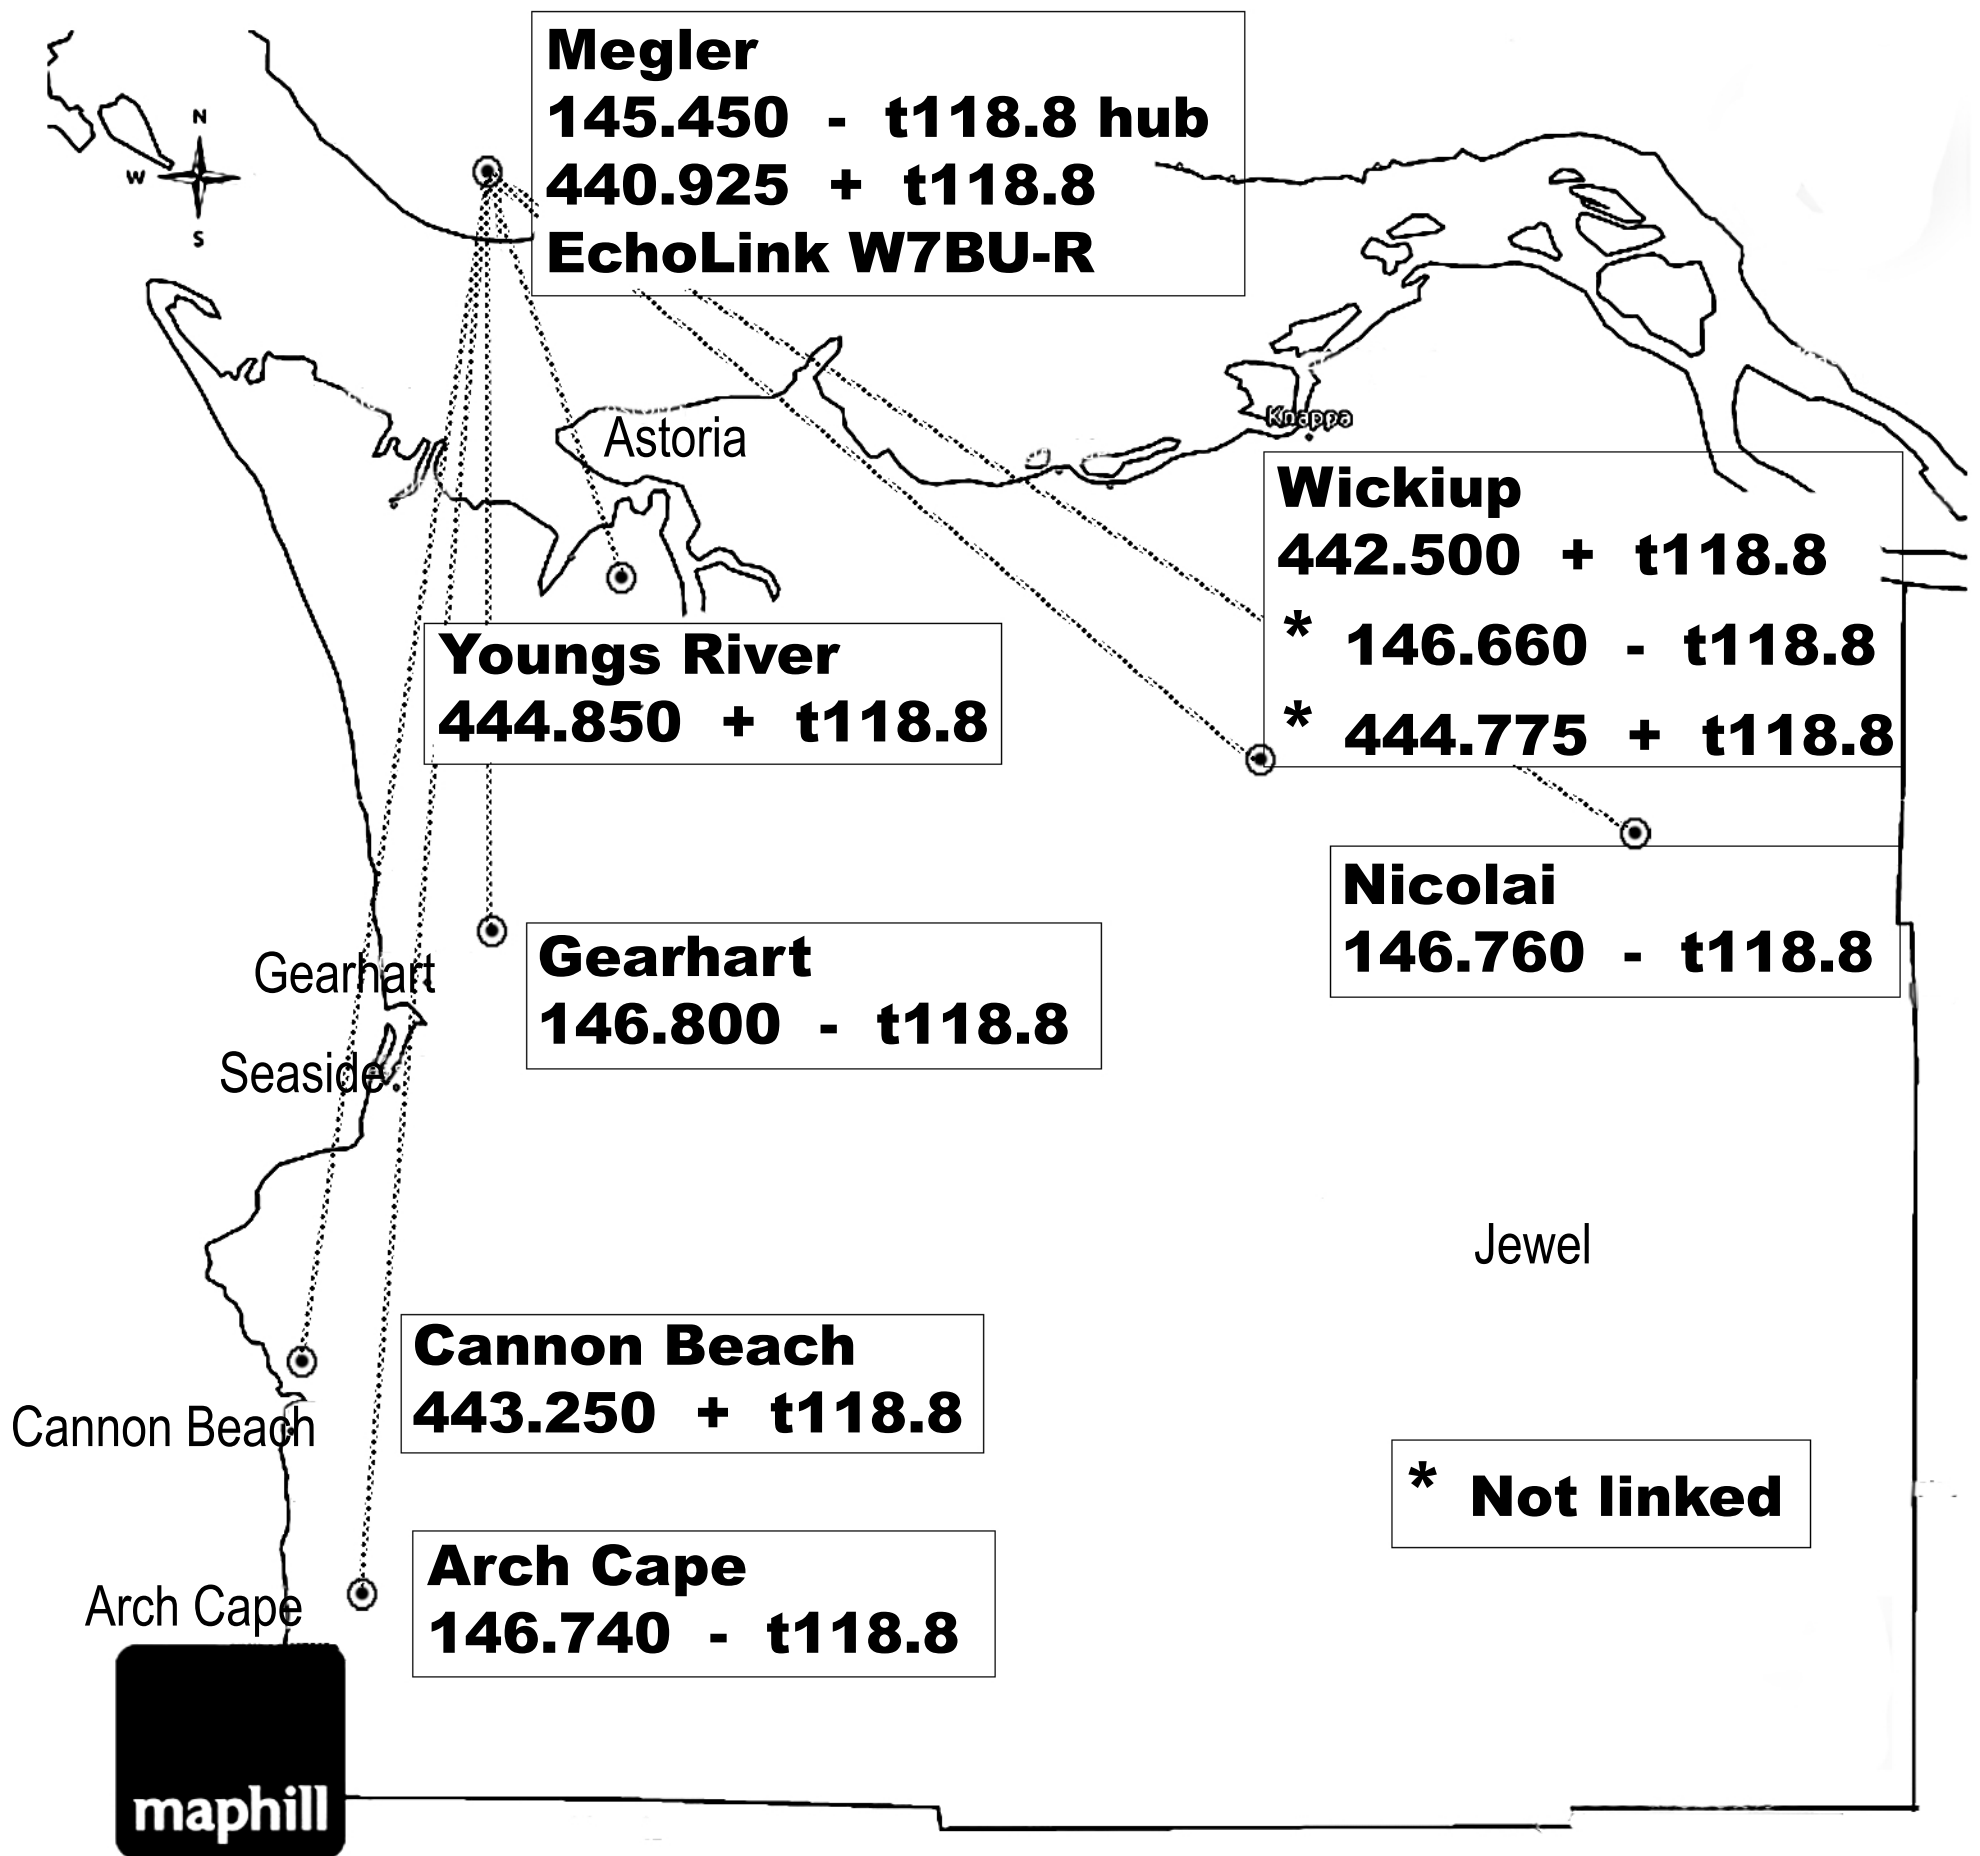 Megler
145.450 - t118.8 hub
440.925 + t118.8
EchoLink W7BU-R
N
W
S
Astoria
Knappa
Wickiup
442.500 + t118.8
* 146.660 - t118.8
* 444.775 + t118.8
Youngs River
444.850 + t118.8
Nicolai
146.760 - t118.8
Gearhart
Gearhart
146.800 - t118.8
Seaside
Jewel
Cannon Beach
443.250 + t118.8
Cannon Beach
* Not linked
Arch Cape
146.740 - t118.8
Arch Cape
maphill